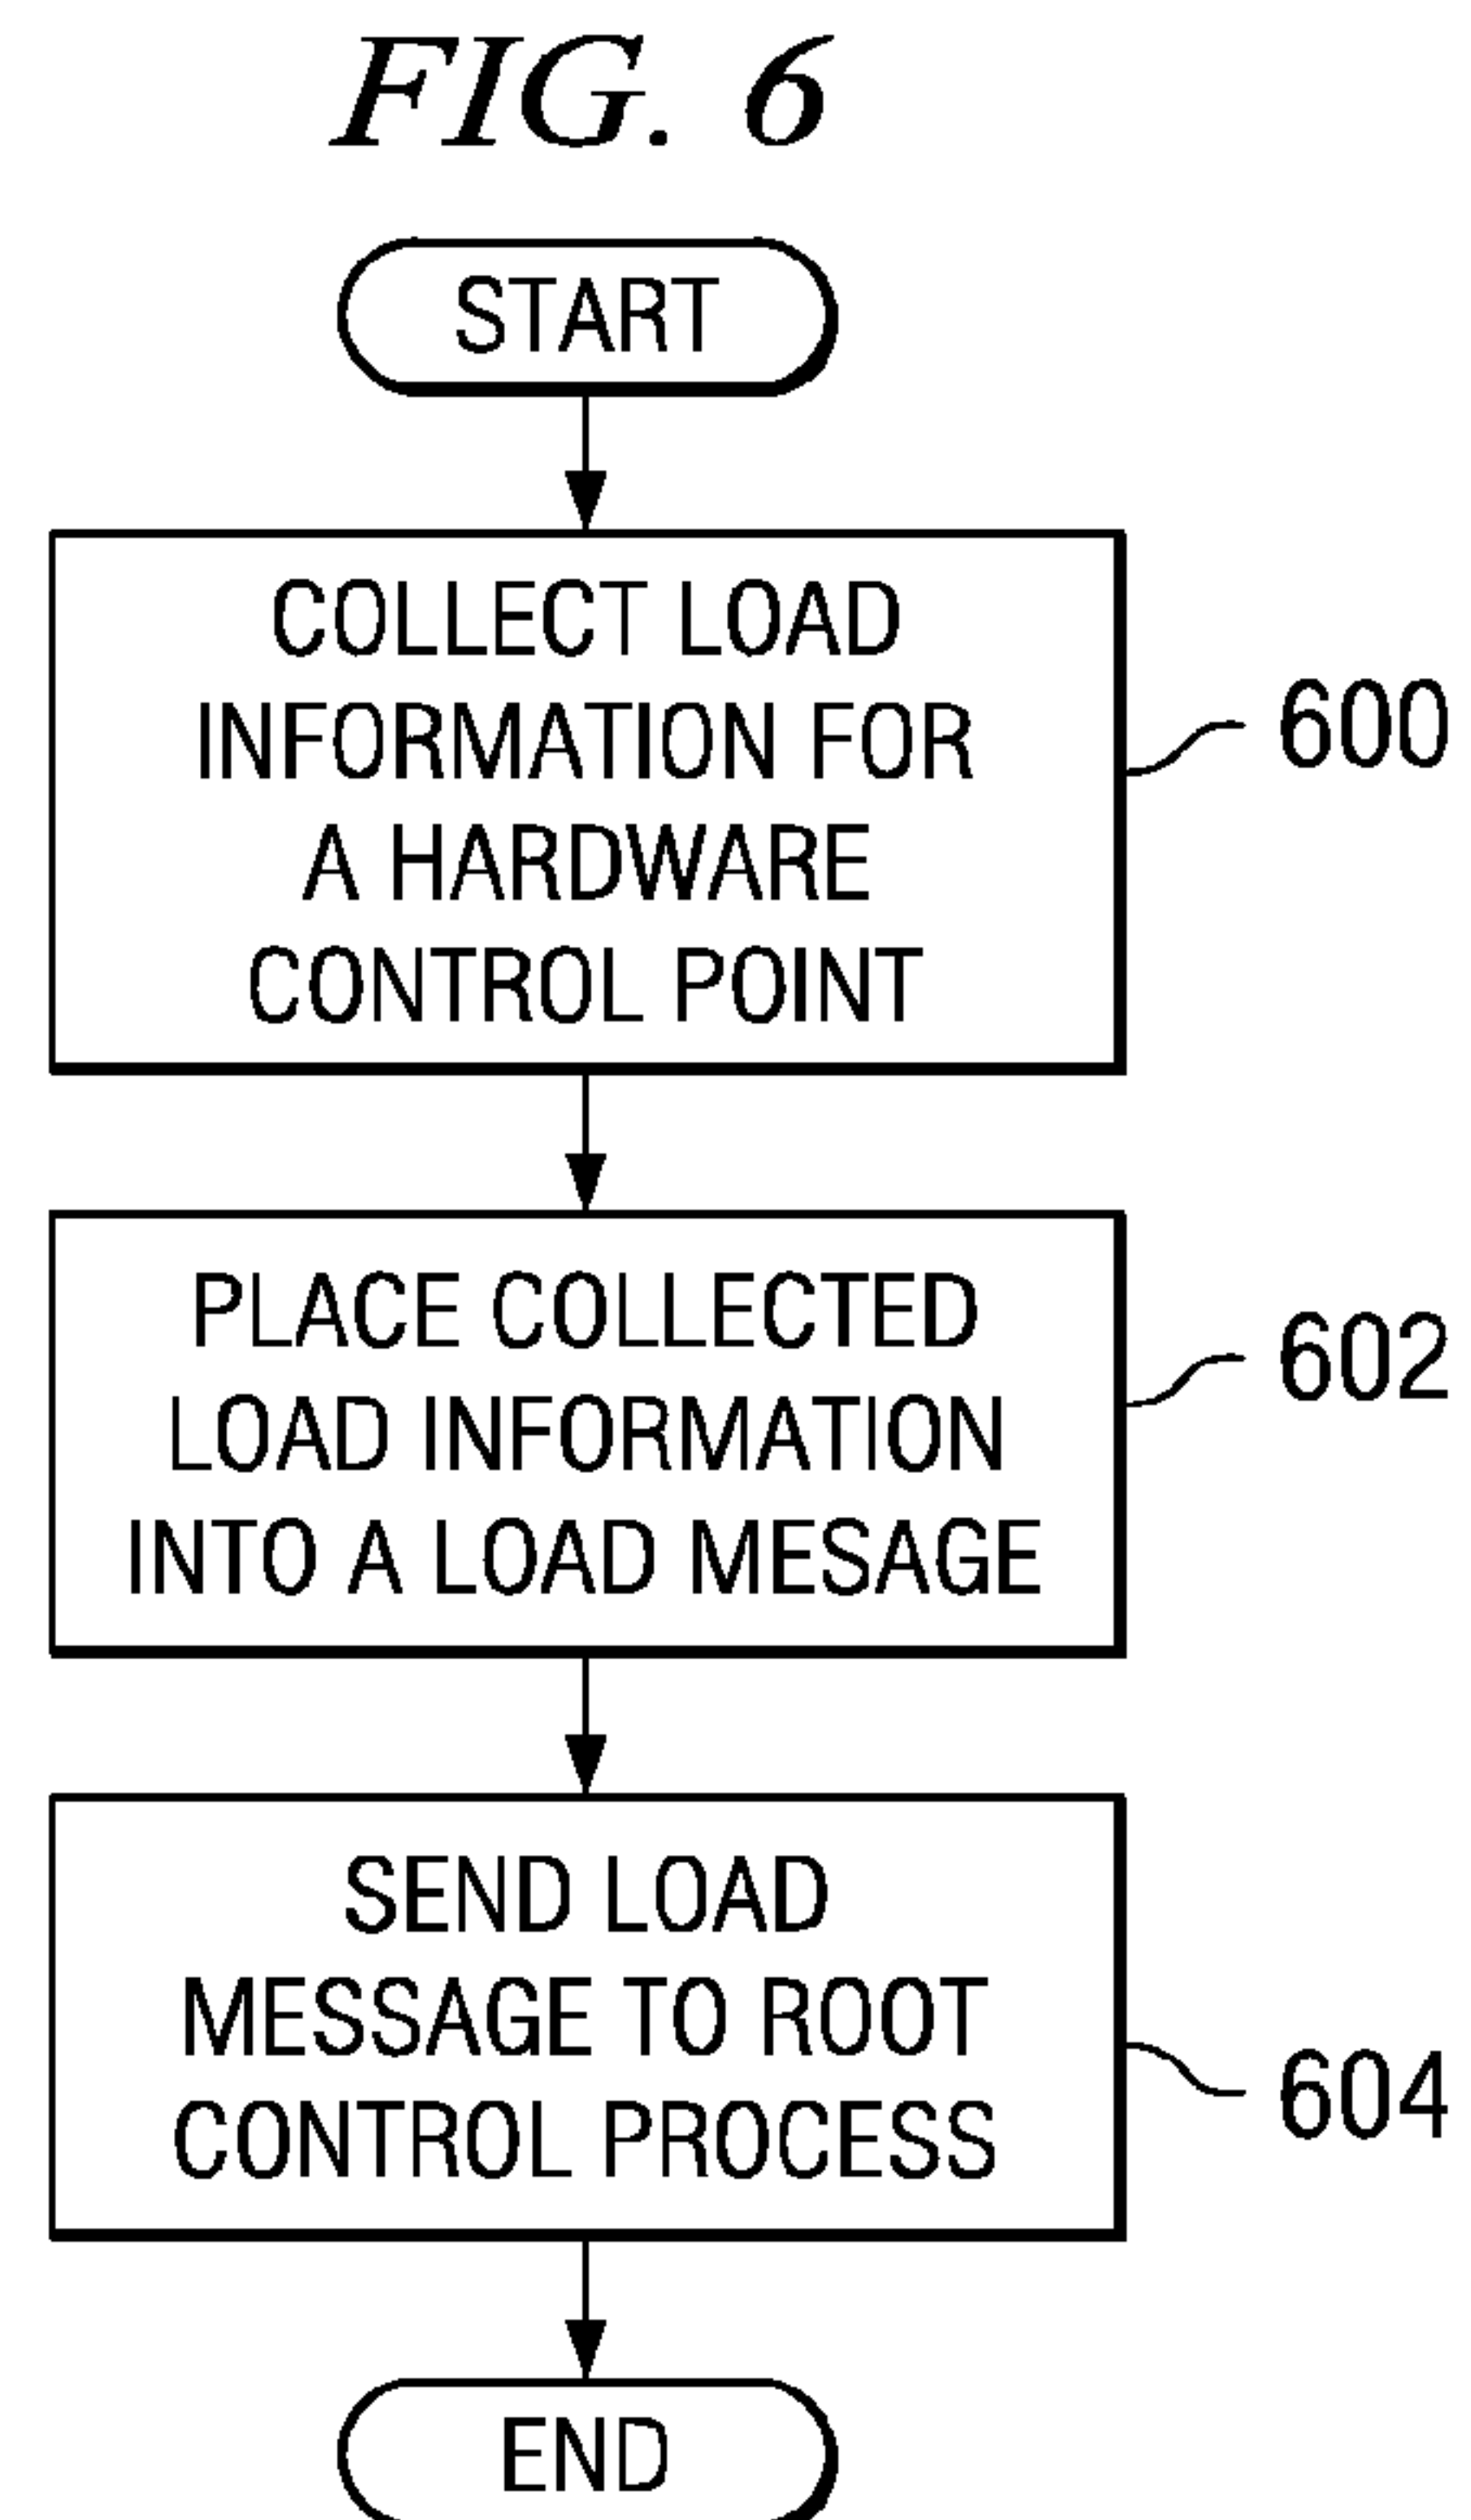 FIG. 6
START
COLLECT LOAD
INFORMATION FOR
A HARDWARE
CONTROL POINT
600
PLACE COLLECTED
LOAD INFORMATION
INTO A LOAD MESAGE
602
SEND LOAD
MESSAGE TO ROOT
CONTROL PROCESS
604
END